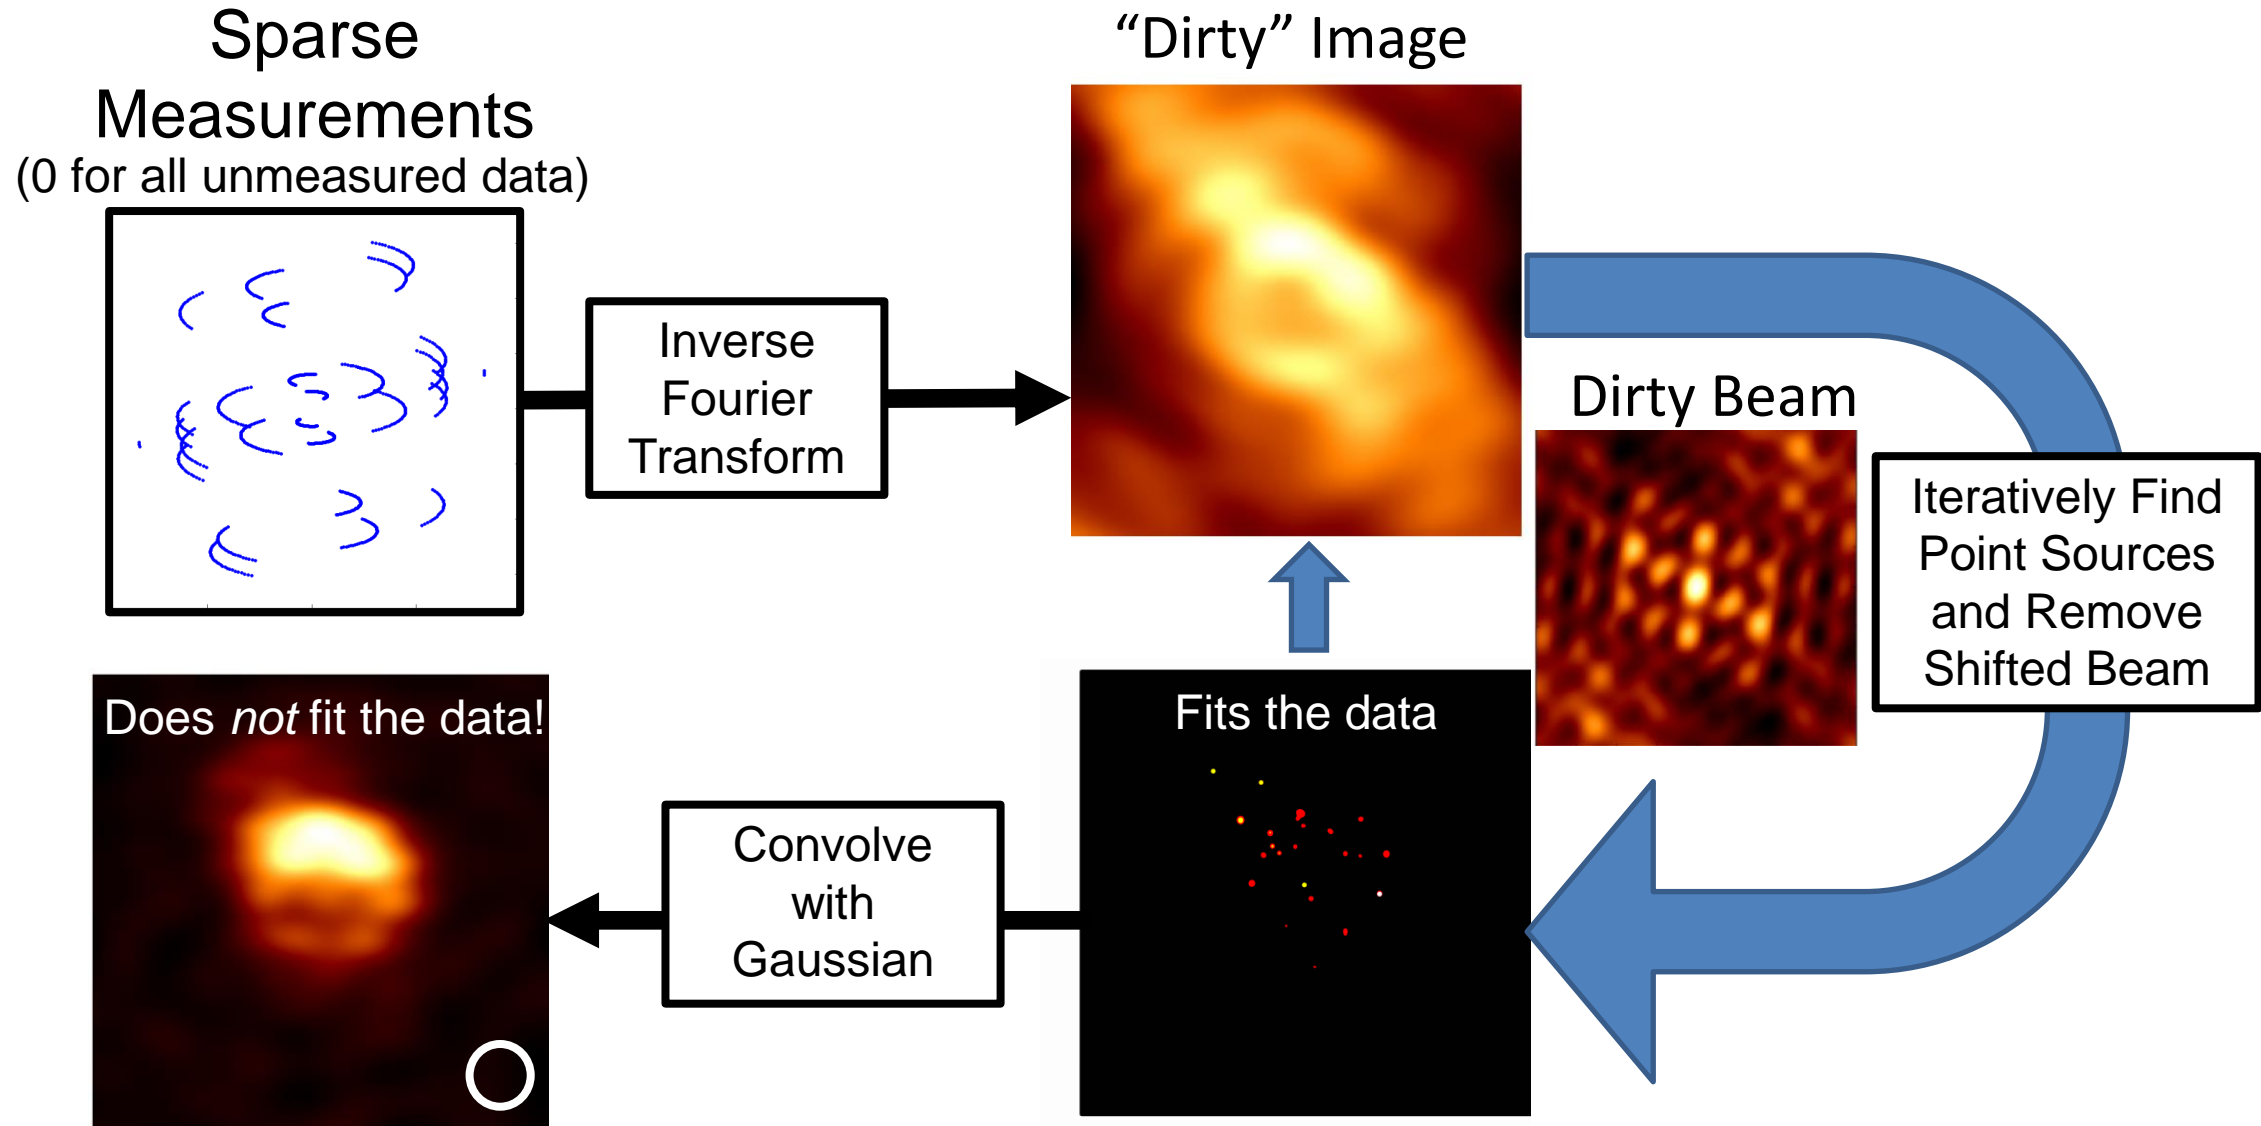 Sparse
Measurements
(0 for all unmeasured data)
Inverse
Fourier
Transform
“Dirty” Image
Dirty Beam
Iteratively Find
Point Sources
and Remove
Shifted Beam
Fits the data
Convolve
with
Gaussian
Does not fit the data!